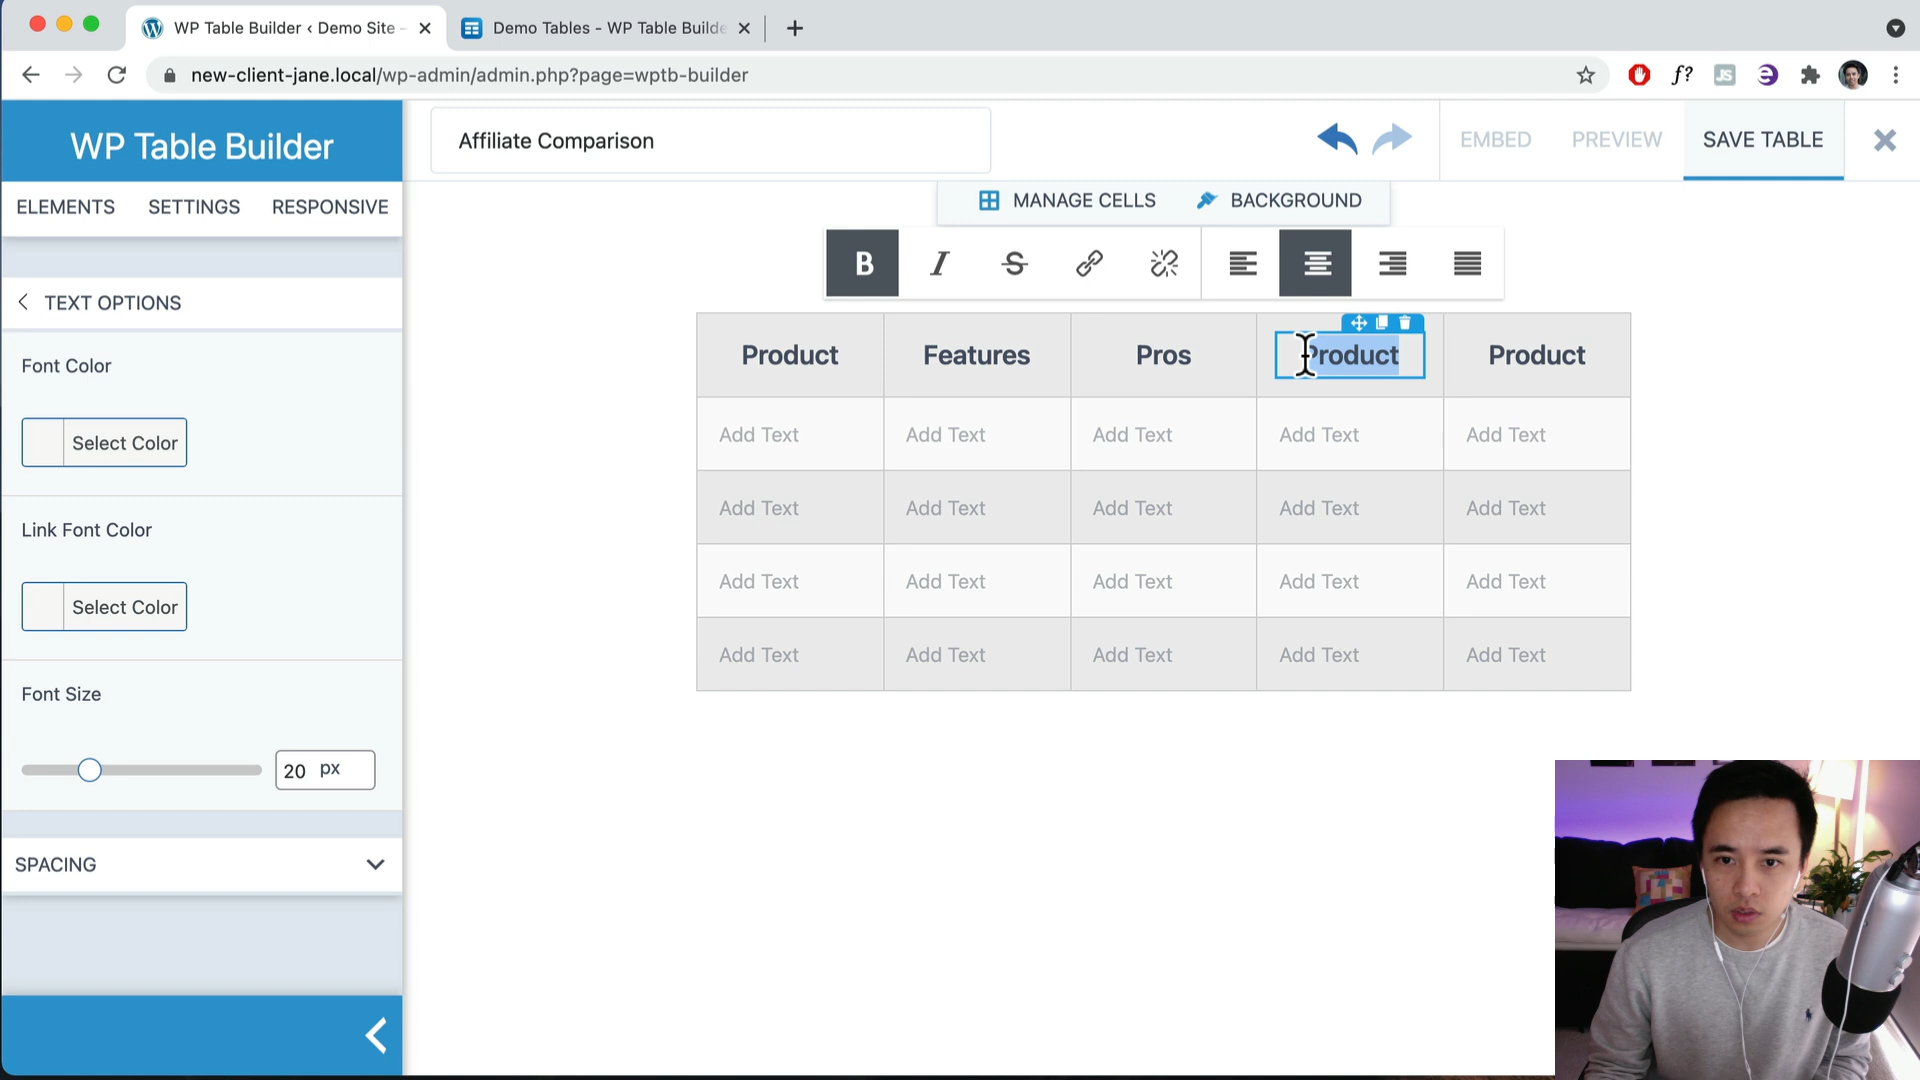 WP Table Builder ‹ Demo Site -
Demo Tables - WP Table Builde
new-client-jane.local/wp-admin/admin.php?page=wptb-builder
f?
JS
WP Table Builder
Affiliate Comparison
EMBED
PREVIEW
SAVE TABLE
ELEMENTS
SETTINGS
RESPONSIVE
MANAGE CELLS
BACKGROUND
B I S
TEXT OPTIONS
Product Features Pros Product Product
Font Color
Select Color
Add Text Add Text Add Text Add Text Add Text
Link Font Color
Add Text Add Text Add Text Add Text Add Text
Select Color
Add Text Add Text Add Text Add Text Add Text
Font Size
Add Text Add Text Add Text Add Text Add Text
20 px
SPACING